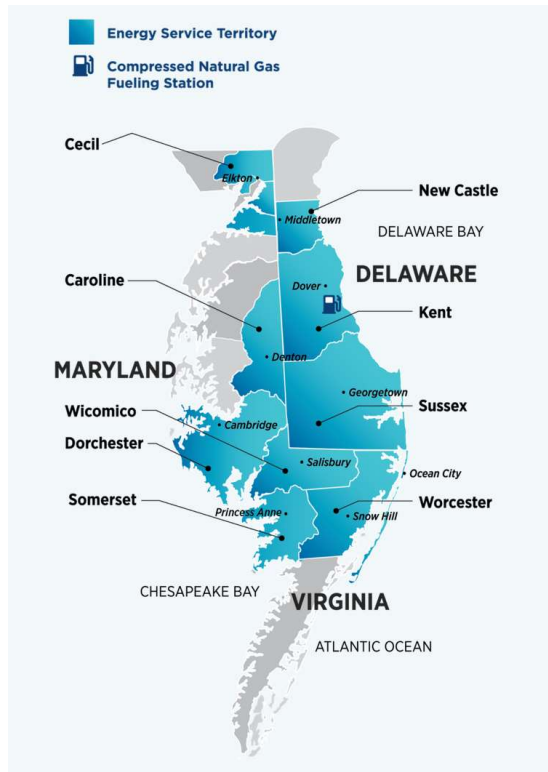 Energy Service Territory
Compressed Natural Gas
Fueling Station
Cecil
Elkton
New Castle
Middletown
DELAWARE BAY
Caroline
Dover
DELAWARE
Kent
Denton
MARYLAND
Georgetown
Wicomico
Sussex
Cambridge
Dorchester
Salisbury
Ocean City
Somerset
Princess Anne
Worcester
Snow Hill
CHESAPEAKE BAY
VIRGINIA
ATLANTIC OCEAN